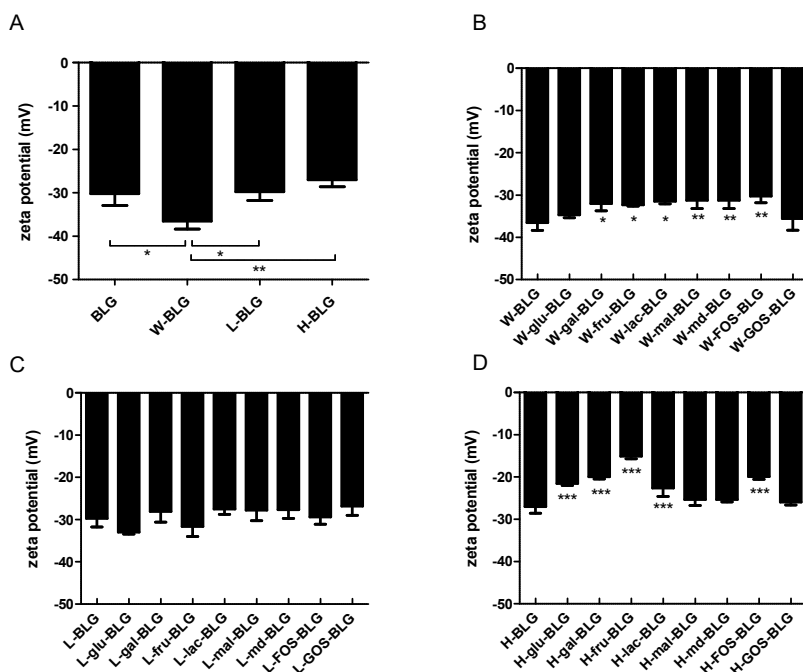 A
zeta potential (mV)
0
-10
-20
-30
-40
-50
*
*
**
BLG
W-BLG
L-BLG
H-BLG
B
zeta potential (mV)
0
-10
-20
-30
-40
-50
* * * ** ** **
W-BLG
W-glu-BLG
W-gal-BLG
W-fru-BLG
W-lac-BLG
W-mal-BLG
W-md-BLG
W-FOS-BLG
W-GOS-BLG
C
zeta potential (mV)
0
-10
-20
-30
-40
-50
L-BLG
L-glu-BLG
L-gal-BLG
L-fru-BLG
L-lac-BLG
L-mal-BLG
L-md-BLG
L-FOS-BLG
L-GOS-BLG
D
zeta potential (mV)
0
-10
-20
-30
-40
-50
*** *** *** *** ***
H-BLG
H-glu-BLG
H-gal-BLG
H-fru-BLG
H-lac-BLG
H-mal-BLG
H-md-BLG
H-FOS-BLG
H-GOS-BLG